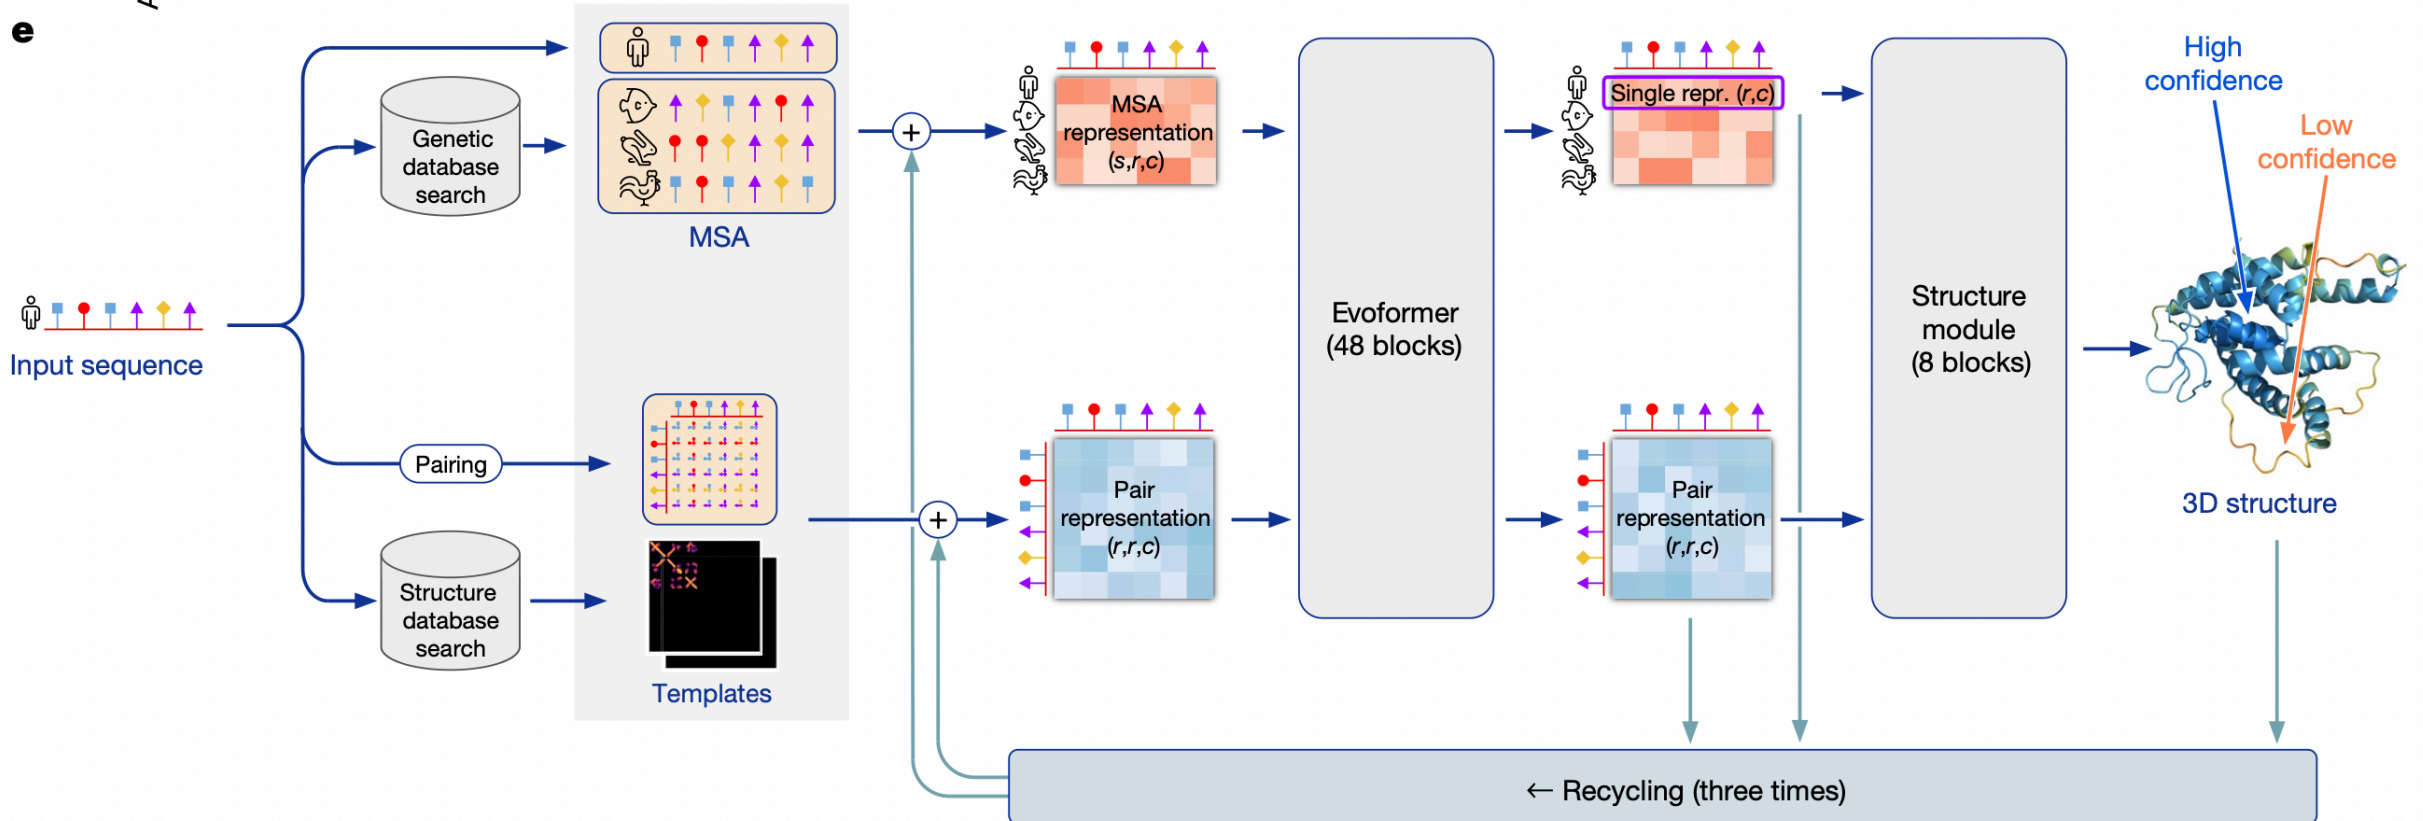 e
Input sequence
Genetic
database
search
Pairing
Structure
database
search
MSA
Templates
+
+
MSA
representation
(s,r,c)
Pair
representation
(r,r,c)
Evoformer
(48 blocks)
Single repr. (r,c)
Pair
representation
(r,r,c)
Structure
module
(8 blocks)
High
confidence
Low
confidence
3D structure
← Recycling (three times)